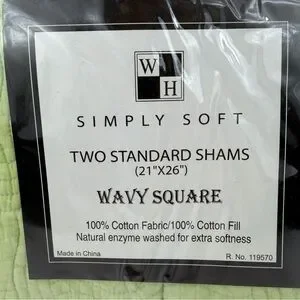 W
H
SIMPLY SOFT
TWO STANDARD SHAMS
(21"X26")
WAVY SQUARE
100% Cotton Fabric/100% Cotton Fill
Natural enzyme washed for extra softness
Made in China R. No. 119570